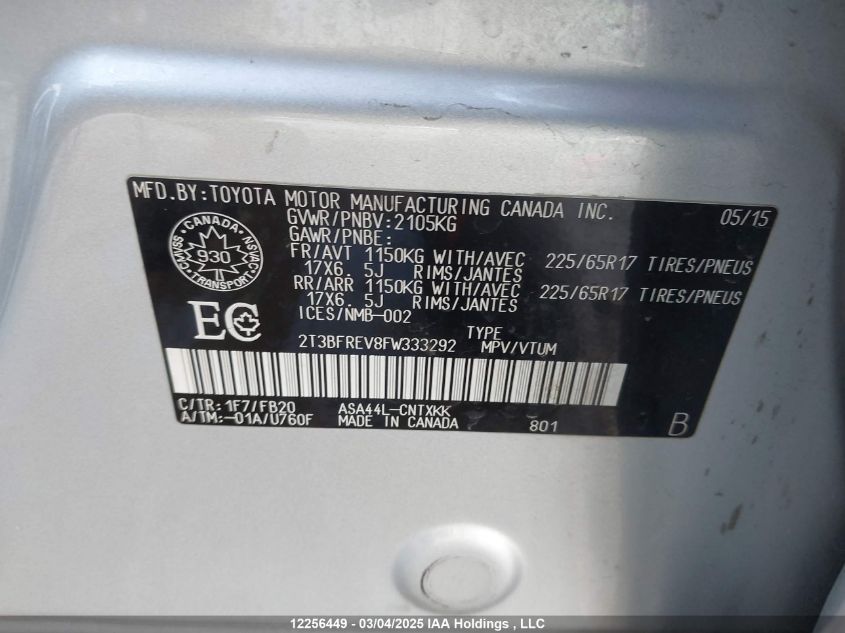 MFD.BY:TOYOTA MOTOR MANUFACTURING CANADA INC. 05/15
GVWR/PNBV:2105KG
GAWR/PNBE:
FR/AVT 1150KG WITH/AVEC 225/65R17 TIRES/PNEUS
17X6.5J RIMS/JANTES
RR/ARR 1150KG WITH/AVEC 225/65R17 TIRES/PNEUS
17X6.5J RIMS/JANTES
ICES/NMB-002
CANADA
CMVSS
930
NSVAC
TRANSPORT
EC
TYPE
2T3BFREV8FW333292 MPV/VTUM
C/TR: 1F7/FB20 ASA44L-CNTXKK
A/TM:-01A/U760F MADE IN CANADA 801 B
12256449 - 03/04/2025 IAA Holdings , LLC